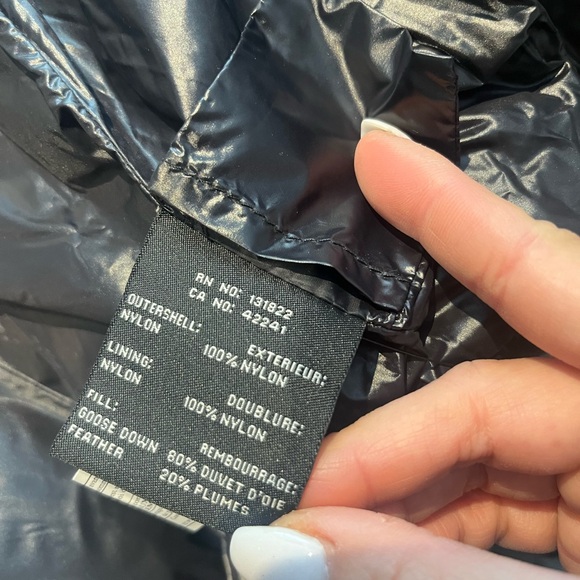 RN NO: 131822
CA NO: 42241
OUTERSHELL: EXTERIEUR:
NYLON 100% NYLON
LINING: DOUBLURE:
NYLON 100% NYLON
FILL: REMBOURRAGE:
GOOSE DOWN 80% DUVET D'OIE
FEATHER 20% PLUMES